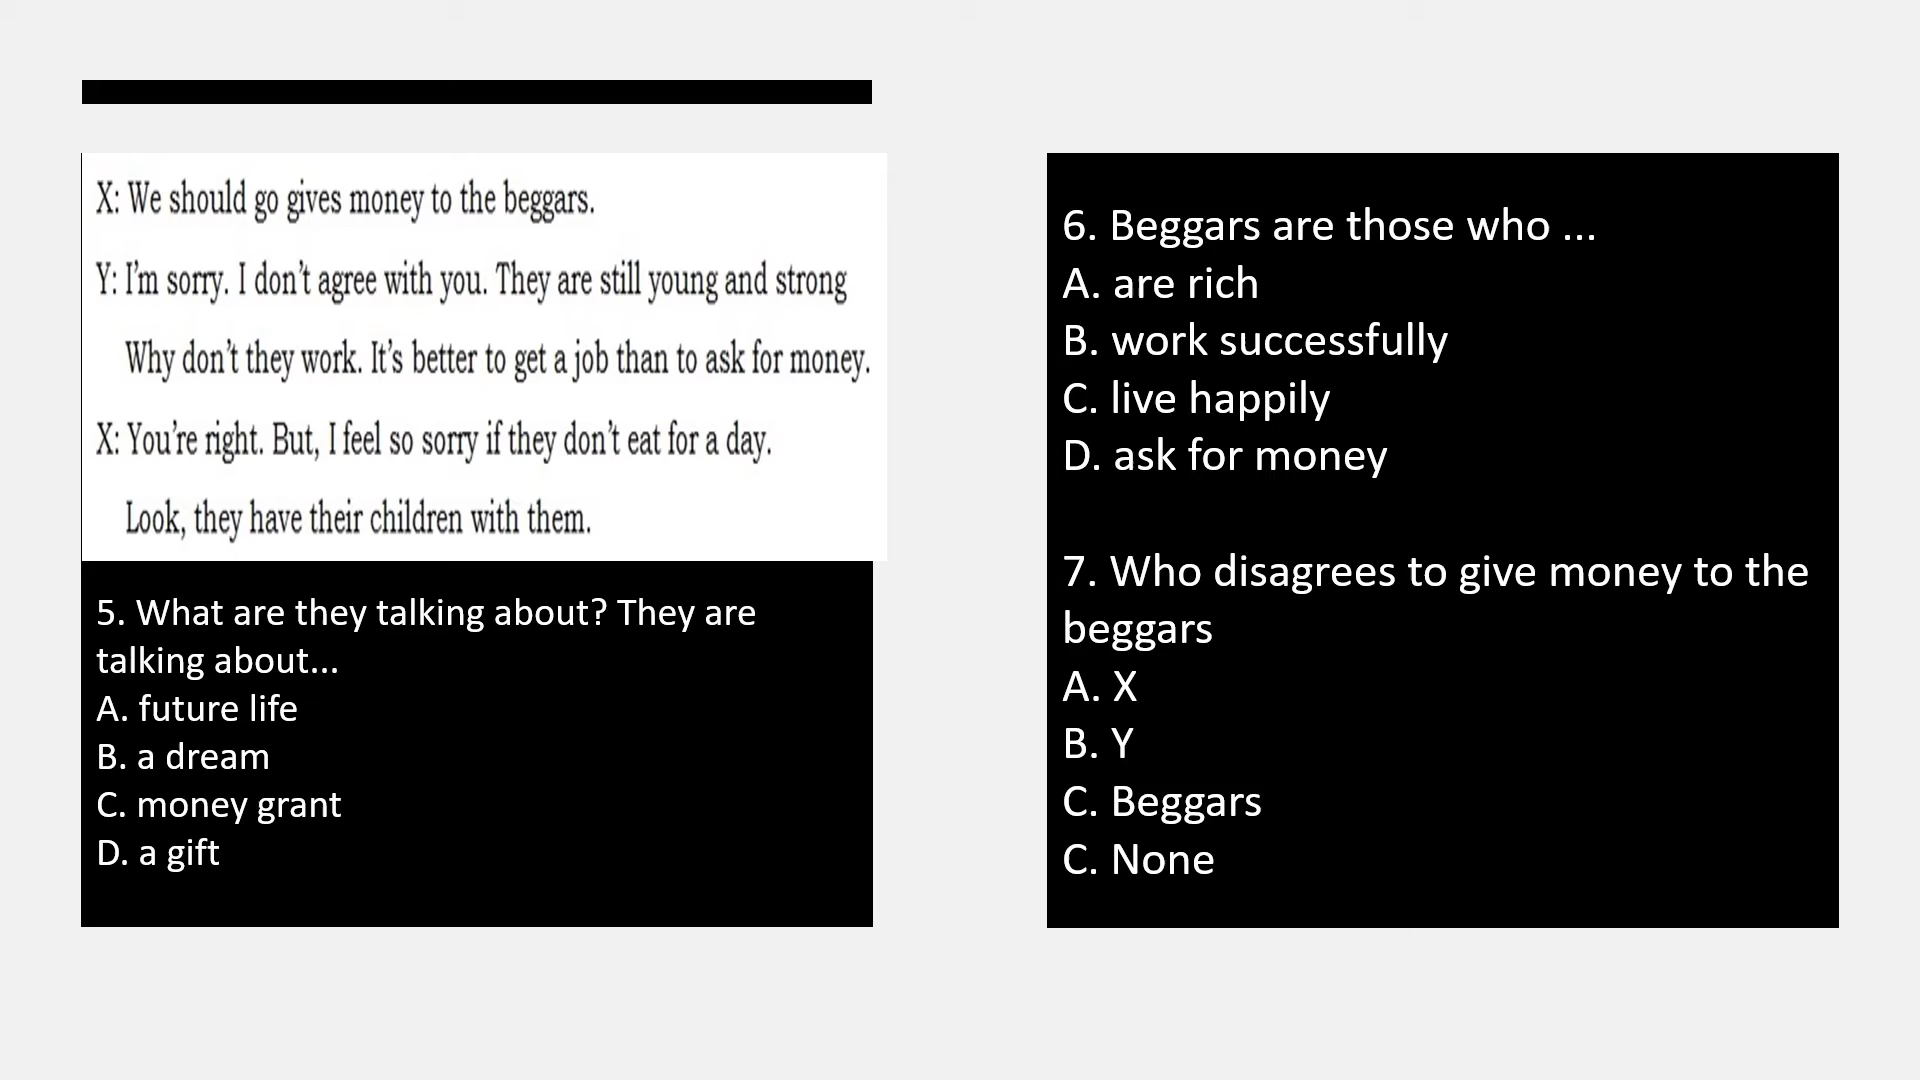 X: We should go gives money to the beggars.
Y: I'm sorry. I don't agree with you. They are still young and strong
Why don't they work. It's better to get a job than to ask for money.
X: You're right. But, I feel so sorry if they don't eat for a day.
Look, they have their children with them.
5. What are they talking about? They are
talking about...
A. future life
B. a dream
C. money grant
D. a gift
6. Beggars are those who ...
A. are rich
B. work successfully
C. live happily
D. ask for money
7. Who disagrees to give money to the
beggars
A. X
B. Y
C. Beggars
C. None